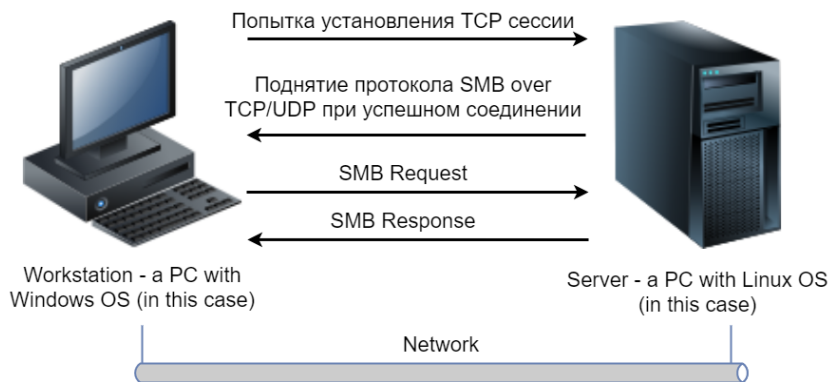 Попытка установления TCP сессии
Поднятие протокола SMB over
TCP/UDP при успешном соединении
SMB Request
SMB Response
Workstation - a PC with
Windows OS (in this case)
Server - a PC with Linux OS
(in this case)
Network